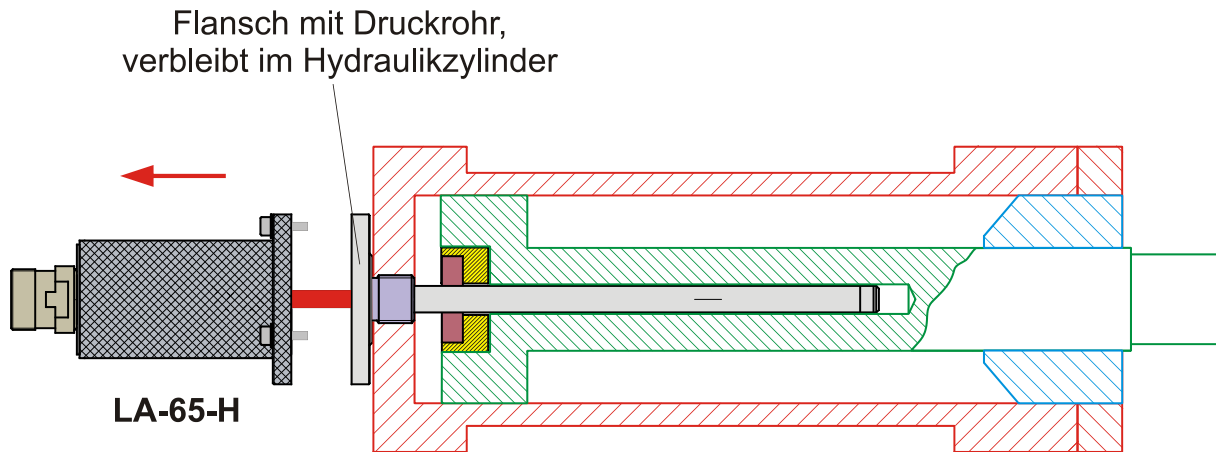 Flansch mit Druckrohr,
verbleibt im Hydraulikzylinder
LA-65-H